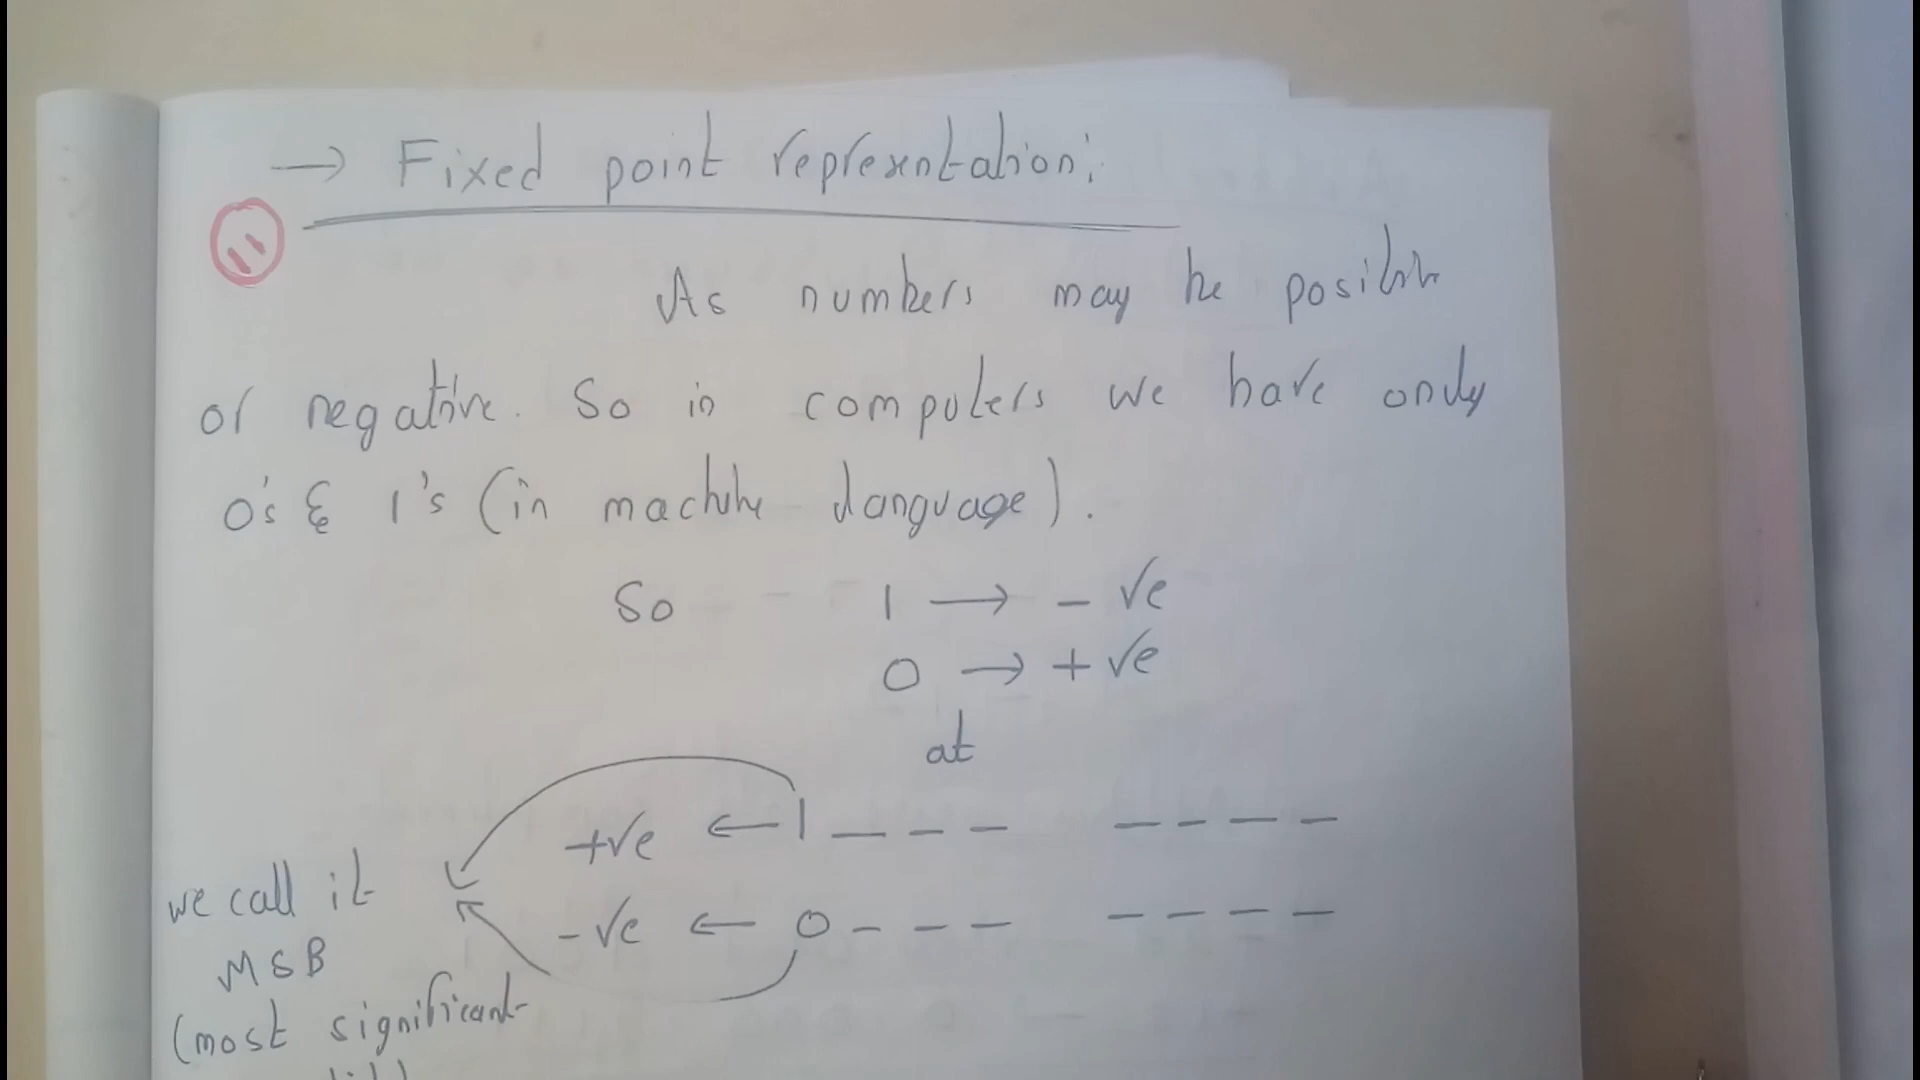 → Fixed point representation:
11
As numbers may be positive
or negative. So in computers we have only
0's & 1's (in machine language).
So 1 → - ve
0 → + ve
at
+ve ← 1 _ _ _ _ _ _ _
-ve ← 0 _ _ _ _ _ _ _
we call it
MSB
(most significant